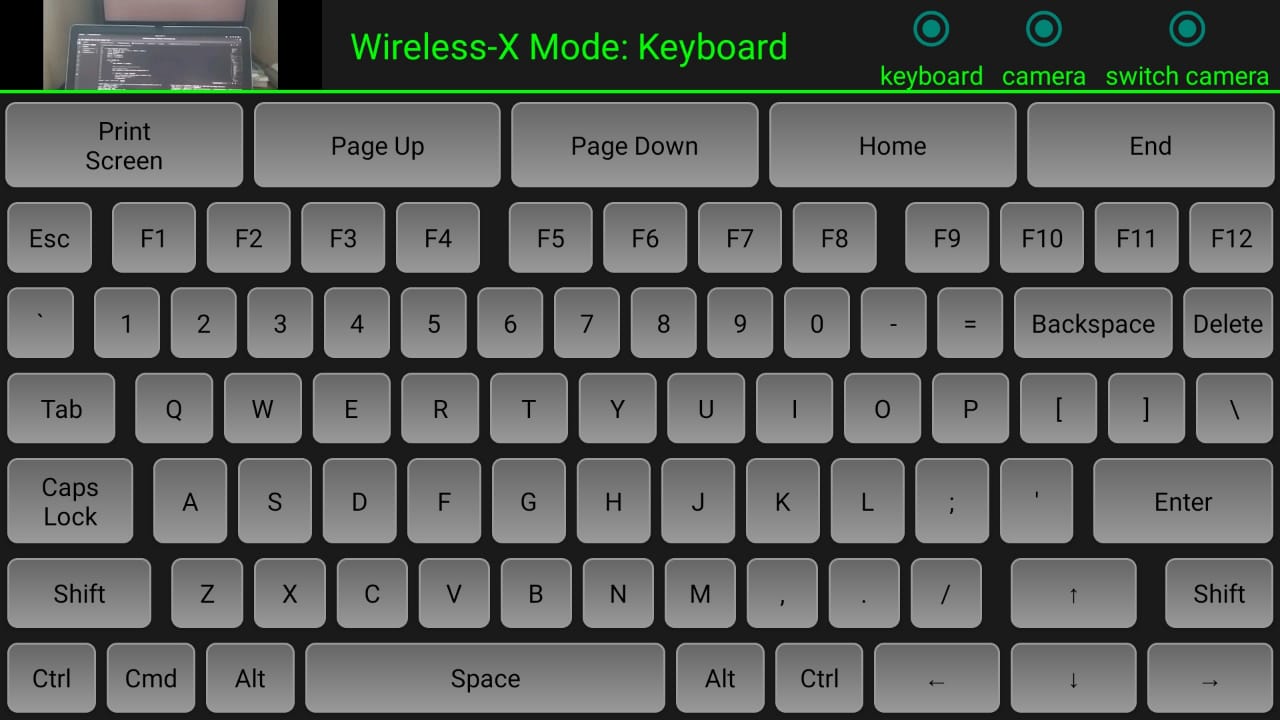 Wireless-X Mode: Keyboard
keyboard camera switch camera
Print
Screen
Page Up
Page Down
Home
End
Esc F1 F2 F3 F4 F5 F6 F7 F8 F9 F10 F11 F12
` 1 2 3 4 5 6 7 8 9 0 - = Backspace Delete
Tab Q W E R T Y U I O P [ ] \
Caps
Lock
A S D F G H J K L ; ' Enter
Shift Z X C V B N M , . / ↑ Shift
Ctrl Cmd Alt Space Alt Ctrl ← ↓ →